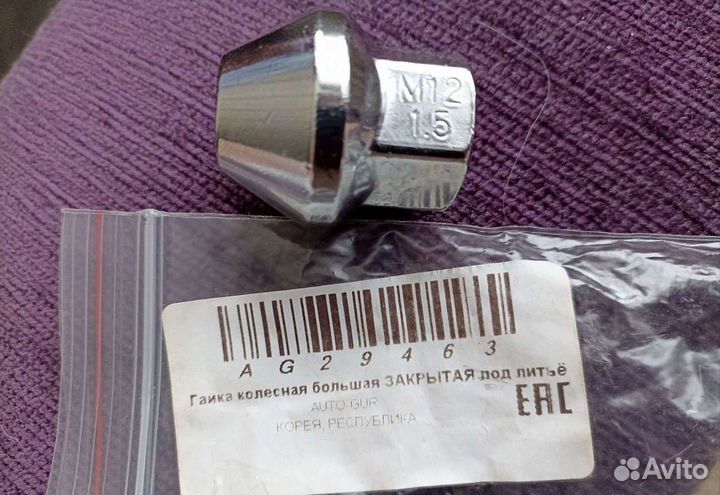 M12
1.5
AG29463
Гайка колесная большая ЗАКРЫТАЯ под литьё
AUTO-GUR
КОРЕЯ, РЕСПУБЛИКА
EAC
Avito